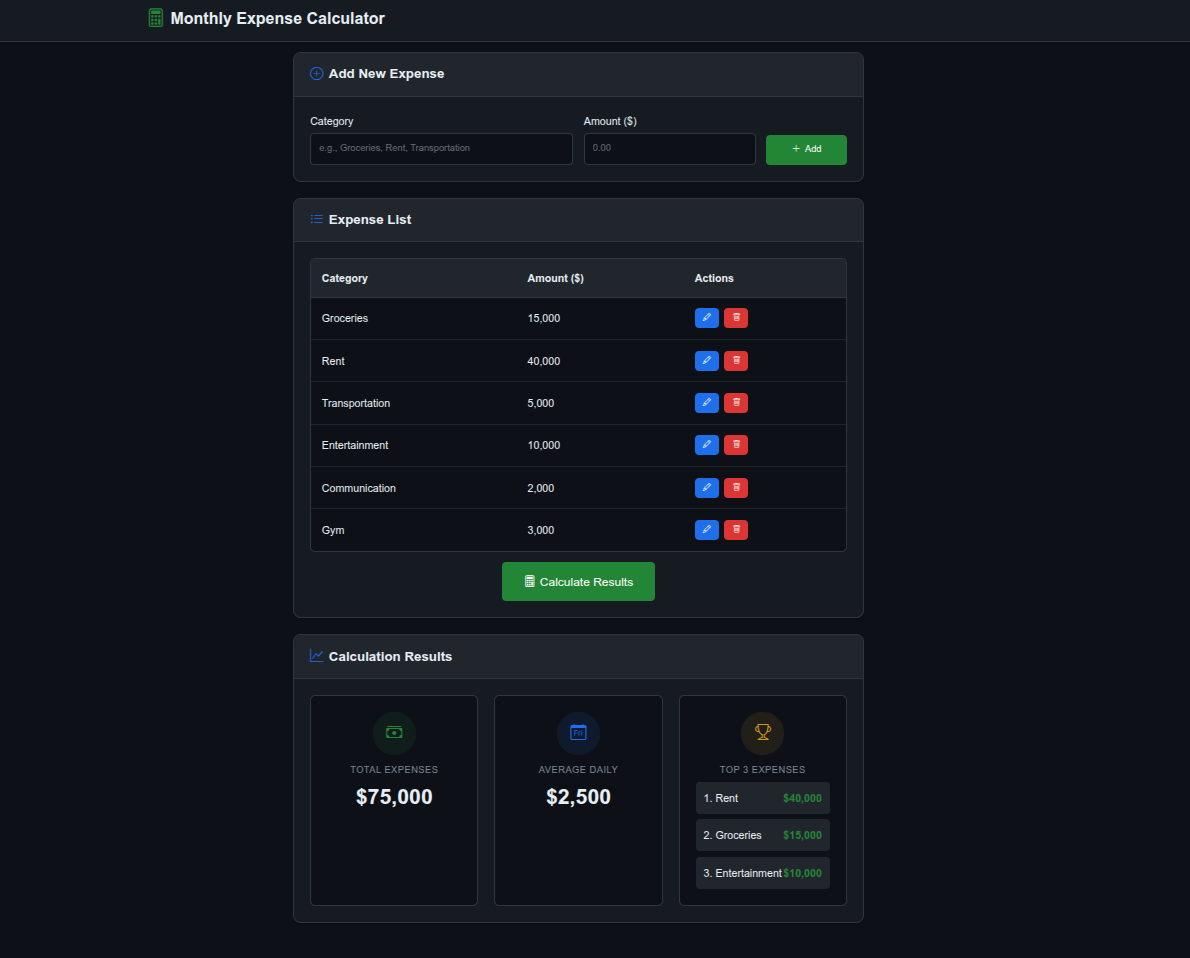 Monthly Expense Calculator
Add New Expense
Category Amount ($)
e.g., Groceries, Rent, Transportation 0.00 + Add
Expense List
Category Amount ($) Actions
Groceries 15,000
Rent 40,000
Transportation 5,000
Entertainment 10,000
Communication 2,000
Gym 3,000
Calculate Results
Calculation Results
Fri
TOTAL EXPENSES AVERAGE DAILY TOP 3 EXPENSES
$75,000 $2,500
1. Rent $40,000
2. Groceries $15,000
3. Entertainment $10,000